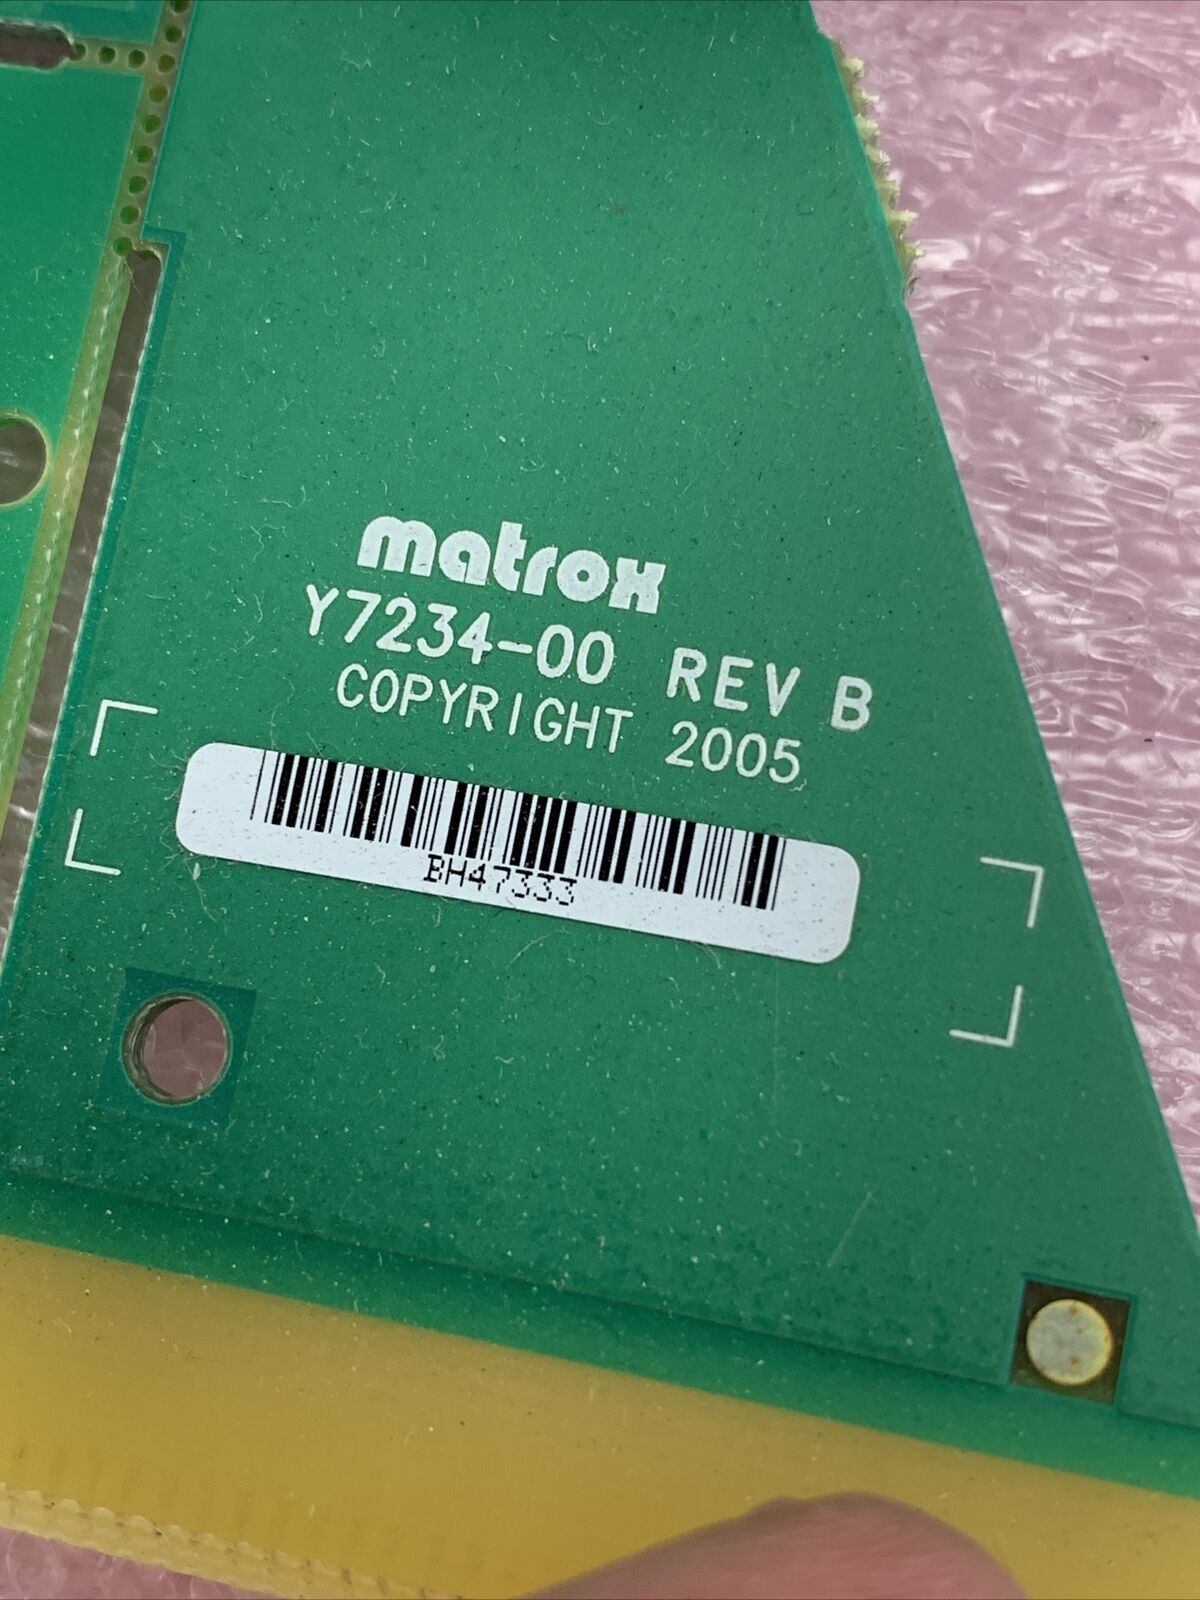 matrox
Y7234-00 REV B
COPYRIGHT 2005
BH47333